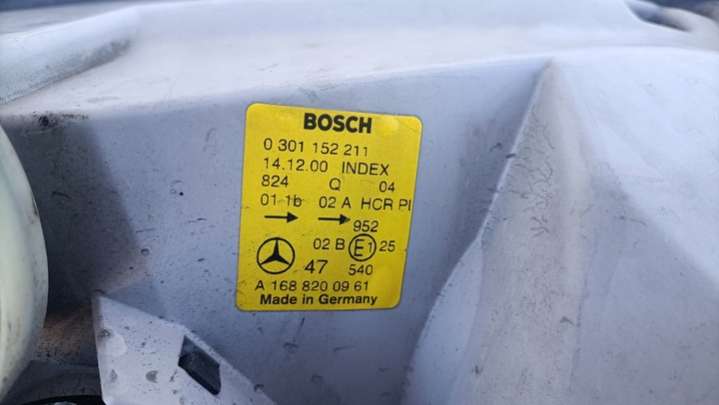 BOSCH
0 301 152 211
14.12.00 INDEX
824 Q 04
01 1b 02 A HCR PI
952
02 B E1 25
47 540
A 168 820 09 61
Made in Germany